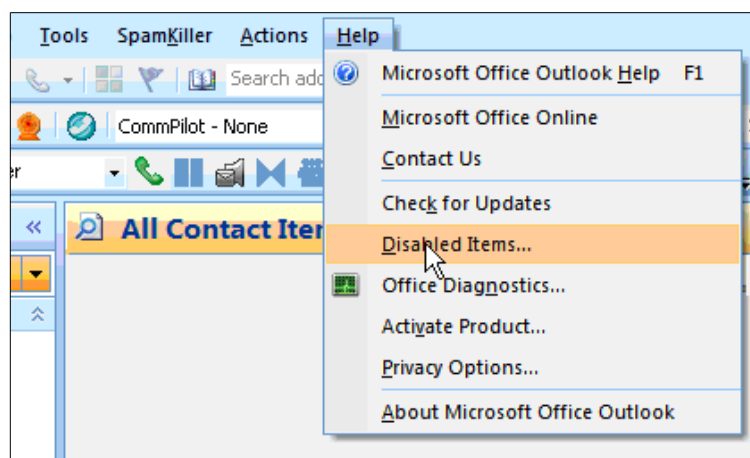 Tools SpamKiller Actions Help
Search add
Microsoft Office Outlook Help F1
CommPilot - None
Microsoft Office Online
Contact Us
er
Check for Updates
All Contact Iter
Disabled Items...
Office Diagnostics...
Activate Product...
Privacy Options...
About Microsoft Office Outlook